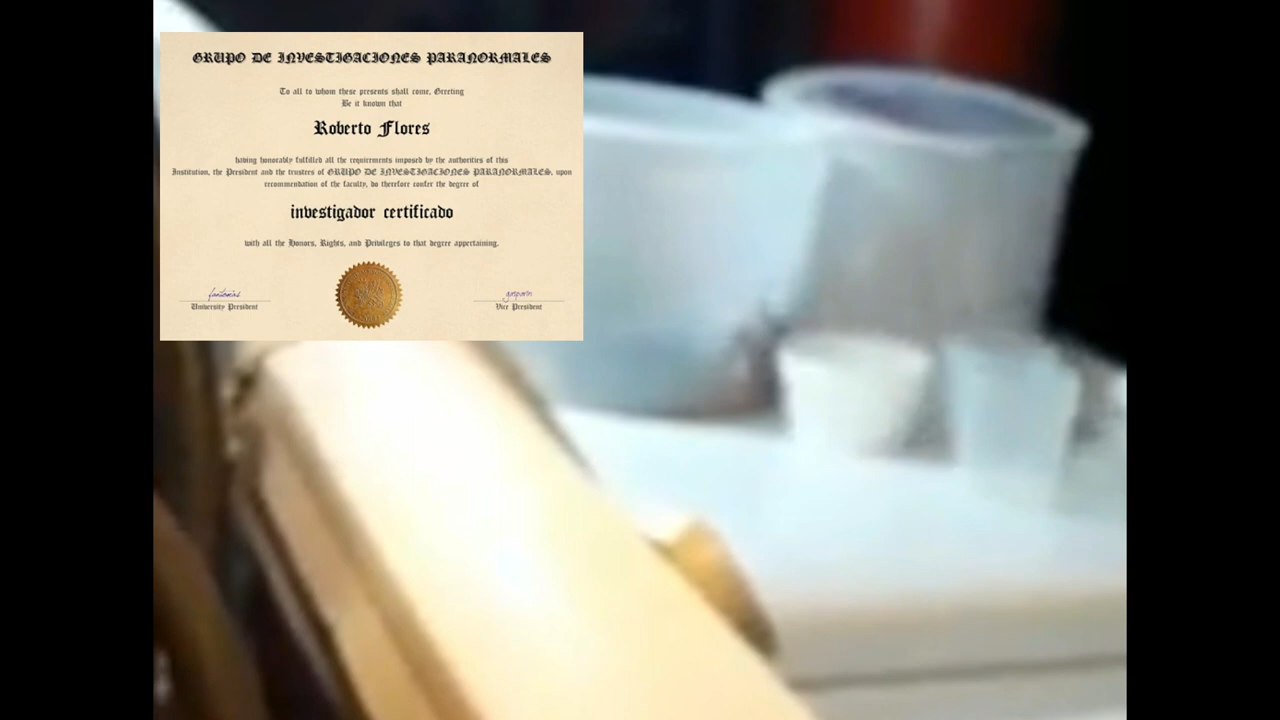 GRUPO DE INVESTIGACIONES PARANORMALES
To all to whom these presents shall come, Greeting
Be it known that
Roberto Flores
having honorably fulfilled all the requirements imposed by the authorities of this
Institution, the President and the trustees of GRUPO DE INVESTIGACIONES PARANORMALES, upon
recommendation of the faculty, do therefore confer the degree of
investigador certificado
with all the Honors, Rights, and Privileges to that degree appertaining.
fantasias
gasparin
University President
Vice President